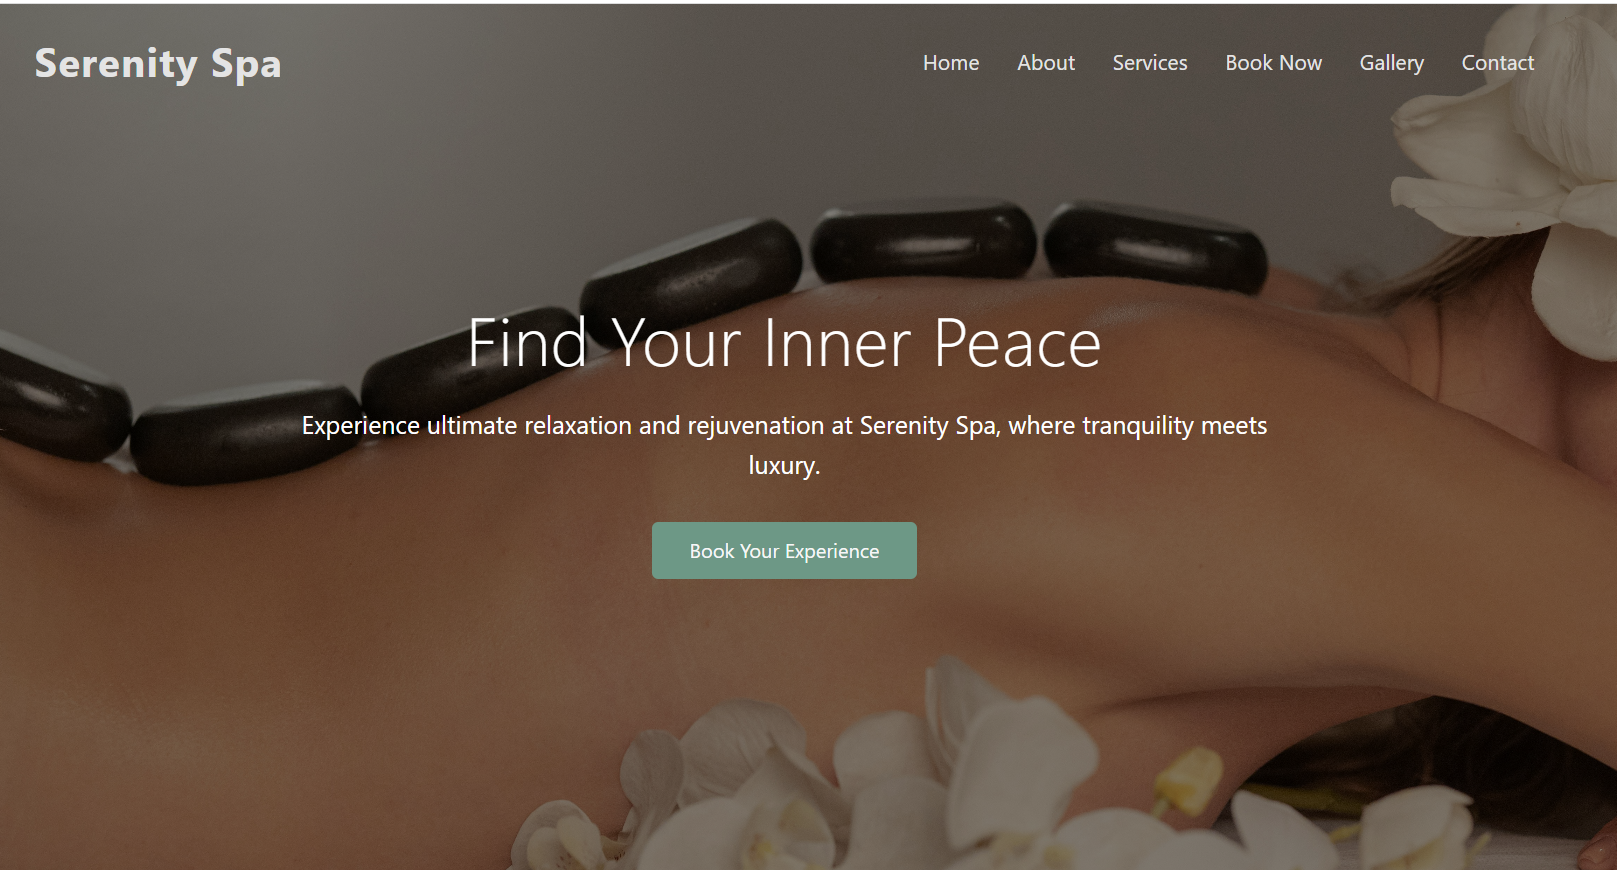 Serenity Spa
Home About Services Book Now Gallery Contact
Find Your Inner Peace
Experience ultimate relaxation and rejuvenation at Serenity Spa, where tranquility meets
luxury.
Book Your Experience